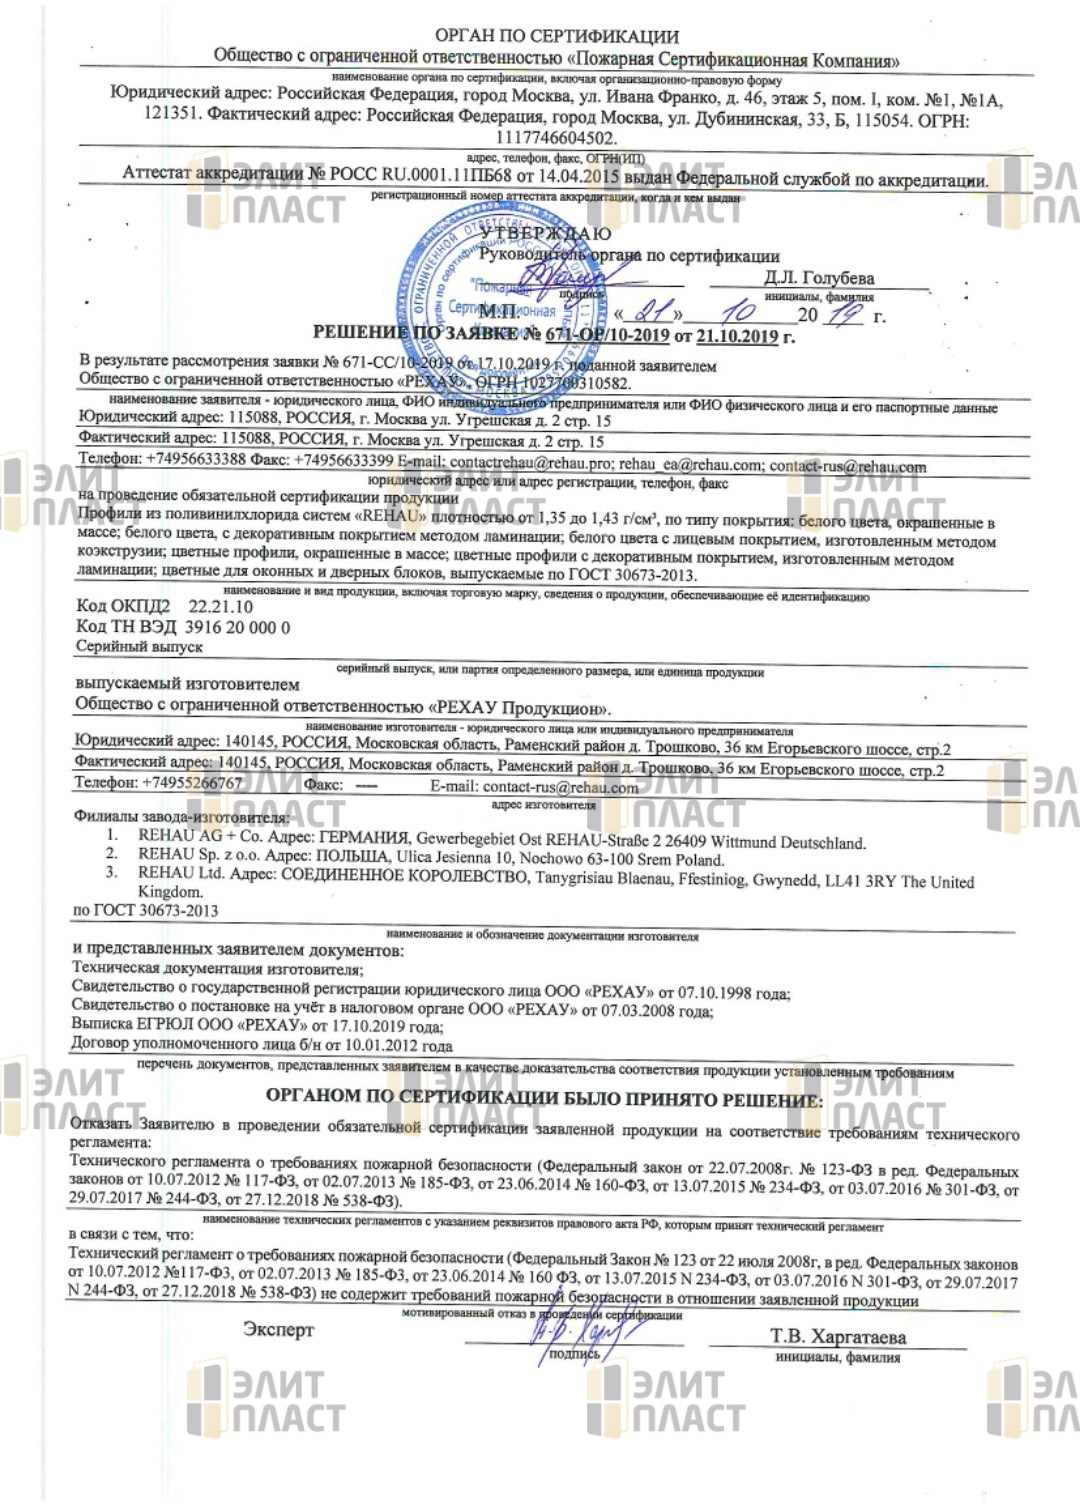 ОРГАН ПО СЕРТИФИКАЦИИ
Общество с ограниченной ответственностью «Пожарная Сертификационная Компания»
наименование органа по сертификации, включая организационно-правовую форму
Юридический адрес: Российская Федерация, город Москва, ул. Ивана Франко, д. 46, этаж 5, пом. I, ком. №1, №1А,
121351. Фактический адрес: Российская Федерация, город Москва, ул. Дубининская, 33, Б, 115054. ОГРН:
1117746604502.
адрес, телефон, факс, ОГРН(ИП)
Аттестат аккредитации № РОСС RU.0001.11ПБ68 от 14.04.2015 выдан Федеральной службой по аккредитации.
регистрационный номер аттестата аккредитации, когда и кем выдан
УТВЕРЖДАЮ
Руководитель органа по сертификации
Д.Л. Голубева
подпись
инициалы, фамилия
М.П. « 21 » 10 20 19 г.
"Пожарная
Сертификационная
РЕШЕНИЕ ПО ЗАЯВКЕ № 671-ОР/10-2019 от 21.10.2019 г.
В результате рассмотрения заявки № 671-СС/10-2019 от 17.10.2019 г. поданной заявителем
Общество с ограниченной ответственностью «РЕХАУ», ОГРН 1027700310582.
наименование заявителя - юридического лица, ФИО индивидуального предпринимателя или ФИО физического лица и его паспортные данные
Юридический адрес: 115088, РОССИЯ, г. Москва ул. Угрешская д. 2 стр. 15
Фактический адрес: 115088, РОССИЯ, г. Москва ул. Угрешская д. 2 стр. 15
Телефон: +74956633388 Факс: +74956633399 E-mail: contactrehau@rehau.pro; rehau_ea@rehau.com; contact-rus@rehau.com
юридический адрес или адрес регистрации, телефон, факс
на проведение обязательной сертификации продукции
Профили из поливинилхлорида систем «REHAU» плотностью от 1,35 до 1,43 г/см³, по типу покрытия: белого цвета, окрашенные в
массе; белого цвета, с декоративным покрытием методом ламинации; белого цвета с лицевым покрытием, изготовленным методом
коэкструзии; цветные профили, окрашенные в массе; цветные профили с декоративным покрытием, изготовленным методом
ламинации; цветные для оконных и дверных блоков, выпускаемые по ГОСТ 30673-2013.
наименование и вид продукции, включая торговую марку, сведения о продукции, обеспечивающие её идентификацию
Код ОКПД2 22.21.10
Код ТН ВЭД 3916 20 000 0
Серийный выпуск
серийный выпуск, или партия определенного размера, или единица продукции
выпускаемый изготовителем
Общество с ограниченной ответственностью «РЕХАУ Продукцион».
наименование изготовителя - юридического лица или индивидуального предпринимателя
Юридический адрес: 140145, РОССИЯ, Московская область, Раменский район д. Трошково, 36 км Егорьевского шоссе, стр.2
Фактический адрес: 140145, РОССИЯ, Московская область, Раменский район д. Трошково, 36 км Егорьевского шоссе, стр.2
Телефон: +74955266767 Факс: ---- E-mail: contact-rus@rehau.com
адрес изготовителя
Филиалы завода-изготовителя:
1. REHAU AG + Co. Адрес: ГЕРМАНИЯ, Gewerbegebiet Ost REHAU-Straße 2 26409 Wittmund Deutschland.
2. REHAU Sp. z o.o. Адрес: ПОЛЬША, Ulica Jesienna 10, Nochowo 63-100 Srem Poland.
3. REHAU Ltd. Адрес: СОЕДИНЕННОЕ КОРОЛЕВСТВО, Tanygrisiau Blaenau, Ffestiniog, Gwynedd, LL41 3RY The United
Kingdom.
по ГОСТ 30673-2013
наименование и обозначение документации изготовителя
и представленных заявителем документов:
Техническая документация изготовителя;
Свидетельство о государственной регистрации юридического лица ООО «РЕХАУ» от 07.10.1998 года;
Свидетельство о постановке на учёт в налоговом органе ООО «РЕХАУ» от 07.03.2008 года;
Выписка ЕГРЮЛ ООО «РЕХАУ» от 17.10.2019 года;
Договор уполномоченного лица б/н от 10.01.2012 года
перечень документов, представленных заявителем в качестве доказательства соответствия продукции установленным требованиям
ОРГАНОМ ПО СЕРТИФИКАЦИИ БЫЛО ПРИНЯТО РЕШЕНИЕ:
Отказать Заявителю в проведении обязательной сертификации заявленной продукции на соответствие требованиям технического
регламента:
Технического регламента о требованиях пожарной безопасности (Федеральный закон от 22.07.2008г. № 123-ФЗ в ред. Федеральных
законов от 10.07.2012 № 117-ФЗ, от 02.07.2013 № 185-ФЗ, от 23.06.2014 № 160-ФЗ, от 13.07.2015 № 234-ФЗ, от 03.07.2016 № 301-ФЗ, от
29.07.2017 № 244-ФЗ, от 27.12.2018 № 538-ФЗ).
наименование технических регламентов с указанием реквизитов правового акта РФ, которым принят технический регламент
в связи с тем, что:
Технический регламент о требованиях пожарной безопасности (Федеральный Закон № 123 от 22 июля 2008г, в ред. Федеральных законов
от 10.07.2012 №117-ФЗ, от 02.07.2013 № 185-ФЗ, от 23.06.2014 № 160 ФЗ, от 13.07.2015 N 234-ФЗ, от 03.07.2016 N 301-ФЗ, от 29.07.2017
N 244-ФЗ, от 27.12.2018 № 538-ФЗ) не содержит требований пожарной безопасности в отношении заявленной продукции
мотивированный отказ в проведении сертификации
Эксперт Т.В. Харгатаева
подпись
инициалы, фамилия
ЭЛИТ
ПЛАСТ